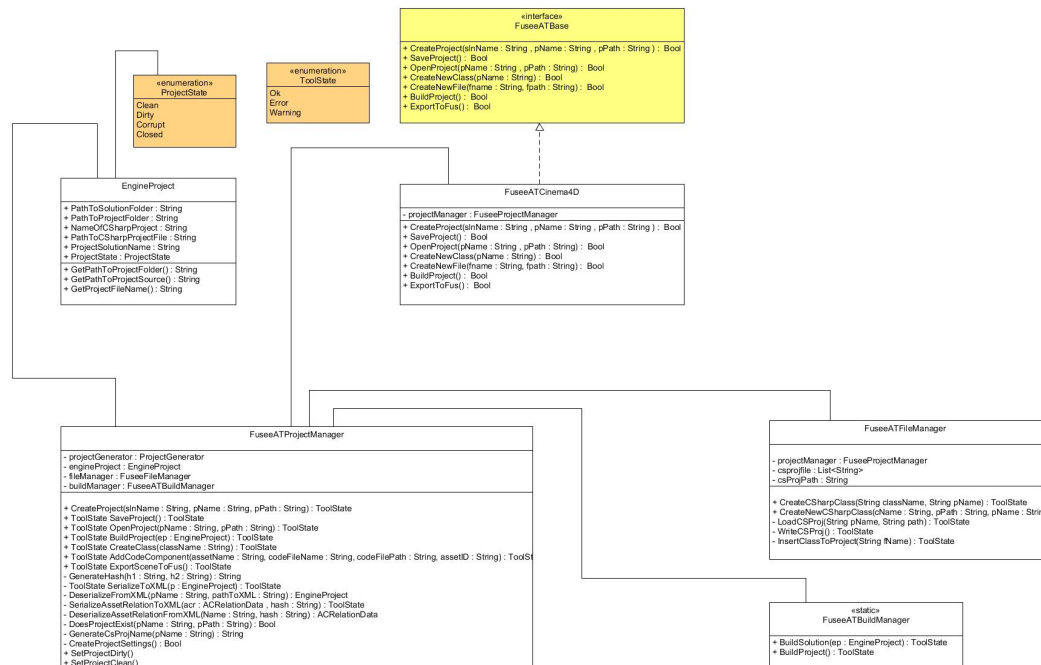 «interface»
FuseeATBase
+ CreateProject(slnName : String , pName : String , pPath : String ) : Bool
+ SaveProject() : Bool
+ OpenProject(pName : String , pPath : String) : Bool
+ CreateNewClass(pName : String) : Bool
+ CreateNewFile(fname : String, fpath : String) : Bool
+ BuildProject() : Bool
+ ExportToFus() : Bool
«enumeration»
ProjectState
Clean
Dirty
Corrupt
Closed
«enumeration»
ToolState
Ok
Error
Warning
EngineProject
+ PathToSolutionFolder : String
+ PathToProjectFolder : String
+ NameOfCSharpProject : String
+ PathToCSharpProjectFile : String
+ ProjectSolutionName : String
+ ProjectState : ProjectState
+ GetPathToProjectFolder() : String
+ GetPathToProjectSource() : String
+ GetProjectFileName() : String
FuseeATCinema4D
- projectManager : FuseeProjectManager
+ CreateProject(slnName : String , pName : String , pPath : String ) : Bool
+ SaveProject() : Bool
+ OpenProject(pName : String , pPath : String) : Bool
+ CreateNewClass(pName : String) : Bool
+ CreateNewFile(fname : String, fpath : String) : Bool
+ BuildProject() : Bool
+ ExportToFus() : Bool
FuseeATProjectManager
- projectGenerator : ProjectGenerator
- engineProject : EngineProject
- fileManager : FuseeFileManager
- buildManager : FuseeATBuildManager
+ CreateProject(slnName : String, pName : String, pPath : String) : ToolState
+ ToolState SaveProject() : ToolState
+ ToolState OpenProject(pName : String, pPath : String) : ToolState
+ ToolState BuildProject(ep : EngineProject) : ToolState
+ ToolState CreateClass(className : String) : ToolState
+ ToolState AddCodeComponent(assetName : String, codeFileName : String, codeFilePath : String, assetID : String) : ToolSt
+ ToolState ExportSceneToFus() : ToolState
- GenerateHash(h1 : String, h2 : String) : String
- ToolState SerializeToXML(p : EngineProject) : ToolState
- DeserializeFromXML(pName : String, pathToXML : String) : EngineProject
- SerializeAssetRelationToXML(acr : ACRelationData , hash : String) : ToolState
- DeserializeAssetRelationFromXML(Name : String, hash : String) : ACRelationData
- DoesProjectExist(pName : String, pPath : String) : Bool
- GenerateCsProjName(pName : String) : String
- CreateProjectSettings() : Bool
+ SetProjectDirty()
+ SetProjectClean()
FuseeATFileManager
- projectManager : FuseeProjectManager
- csprojfile : List<String>
- csProjPath : String
+ CreateCSharpClass(String className, String pName) : ToolState
+ CreateNewCSharpClass(cName : String, pPath : String, pName : Strin
- LoadCSProj(String pName, String path) : ToolState
- WriteCSProj() : ToolState
- InsertClassToProject(String fName) : ToolState
«static»
FuseeATBuildManager
+ BuildSolution(ep : EngineProject) : ToolState
+ BuildProject() : ToolState